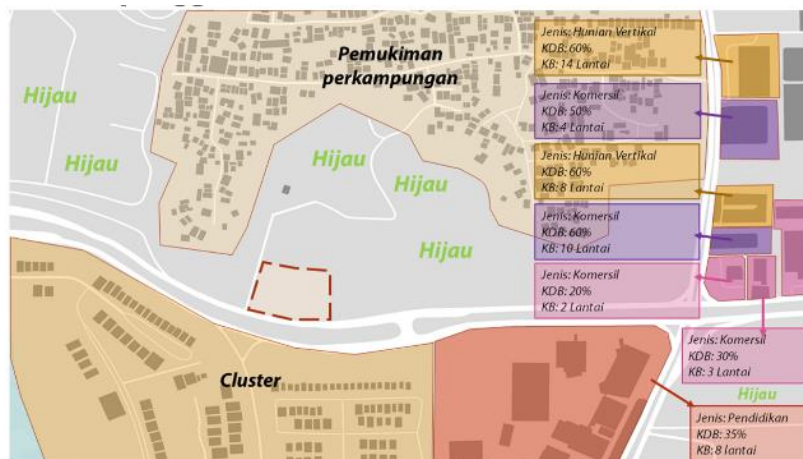 Pemukiman
perkampungan
Hijau
Hijau
Hijau
Hijau
Hijau
Cluster
Jenis: Hunian Vertikal
KDB: 60%
KB: 14 Lantai
Jenis: Komersil
KDB: 50%
KB: 4 Lantai
Jenis: Hunian Vertikal
KDB: 60%
KB: 8 Lantai
Jenis: Komersil
KDB: 60%
KB: 10 Lantai
Jenis: Komersil
KDB: 20%
KB: 2 Lantai
Jenis: Komersil
KDB: 30%
KB: 3 Lantai
Hijau
Jenis: Pendidikan
KDB: 35%
KB: 8 lantai